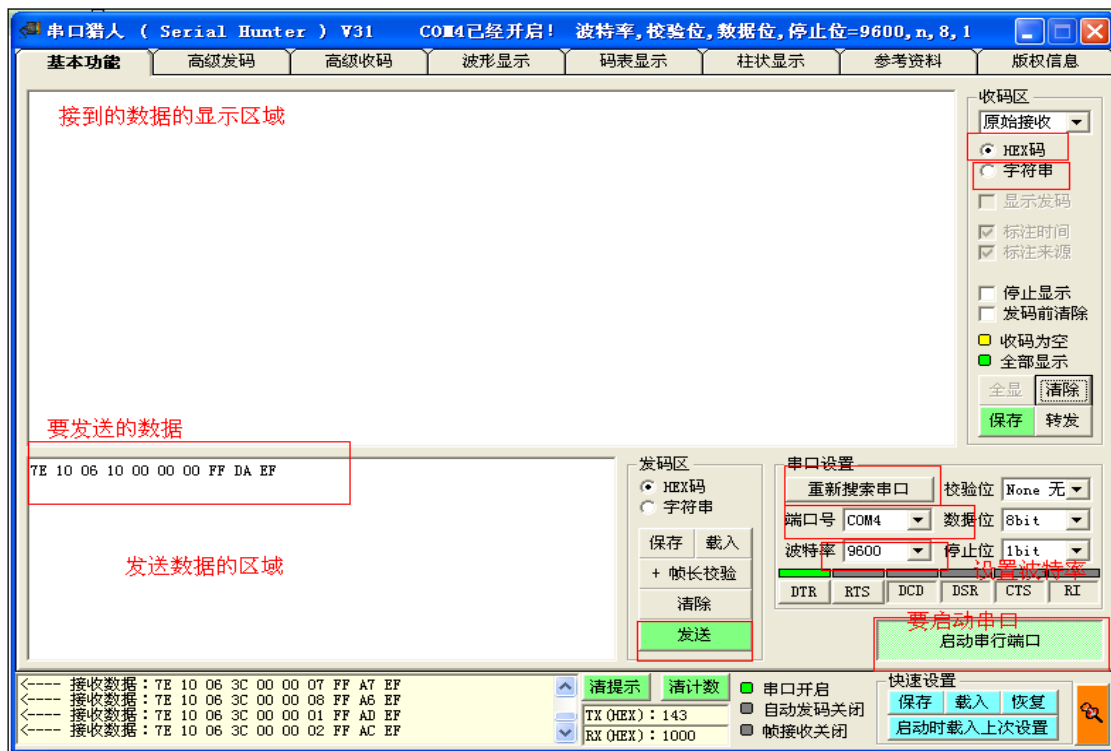 串口猎人 ( Serial Hunter ) V31 COM4已经开启! 波特率,校验位,数据位,停止位=9600,n,8,1
基本功能 高级发码 高级收码 波形显示 码表显示 柱状显示 参考资料 版权信息
接到的数据的显示区域
收码区
原始接收
HEX码
字符串
显示发码
标注时间
标注来源
停止显示
发码前清除
收码为空
全部显示
全显 清除
保存 转发
要发送的数据
7E 10 06 10 00 00 00 FF DA EF
发送数据的区域
发码区
HEX码
字符串
保存 载入
+ 帧长校验
清除
发送
串口设置
重新搜索串口 校验位 None 无
端口号 COM4 数据位 8bit
波特率 9600 停止位 1bit
设置波特率
DTR RTS DCD DSR CTS RI
要启动串口
启动串行端口
<---- 接收数据:7E 10 06 3C 00 00 07 FF A7 EF
<---- 接收数据:7E 10 06 3C 00 00 08 FF A6 EF
<---- 接收数据:7E 10 06 3C 00 00 01 FF AD EF
<---- 接收数据:7E 10 06 3C 00 00 02 FF AC EF
清提示 清计数
TX(HEX):143
RX(HEX):1000
串口开启
自动发码关闭
帧接收关闭
快速设置
保存 载入 恢复
启动时载入上次设置